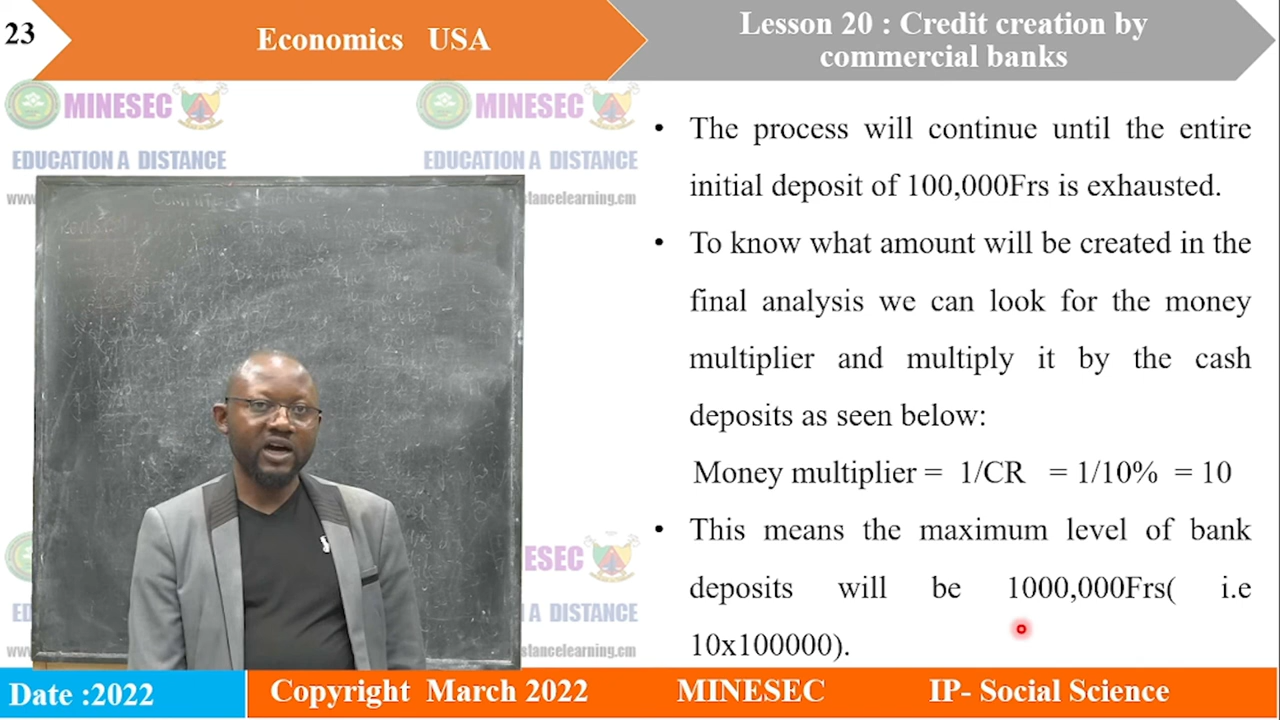 23
Economics USA
Lesson 20 : Credit creation by
commercial banks
MINESEC
MINESEC
EDUCATION A DISTANCE
EDUCATION A DISTANCE
• The process will continue until the entire
initial deposit of 100,000Frs is exhausted.
• To know what amount will be created in the
final analysis we can look for the money
multiplier and multiply it by the cash
deposits as seen below:
Money multiplier = 1/CR = 1/10% = 10
• This means the maximum level of bank
deposits will be 1000,000Frs( i.e
10x100000).
ESEC
DISTANCE
stancelearning.cm
stancelearning.cm
Date :2022
Copyright March 2022
MINESEC
IP- Social Science